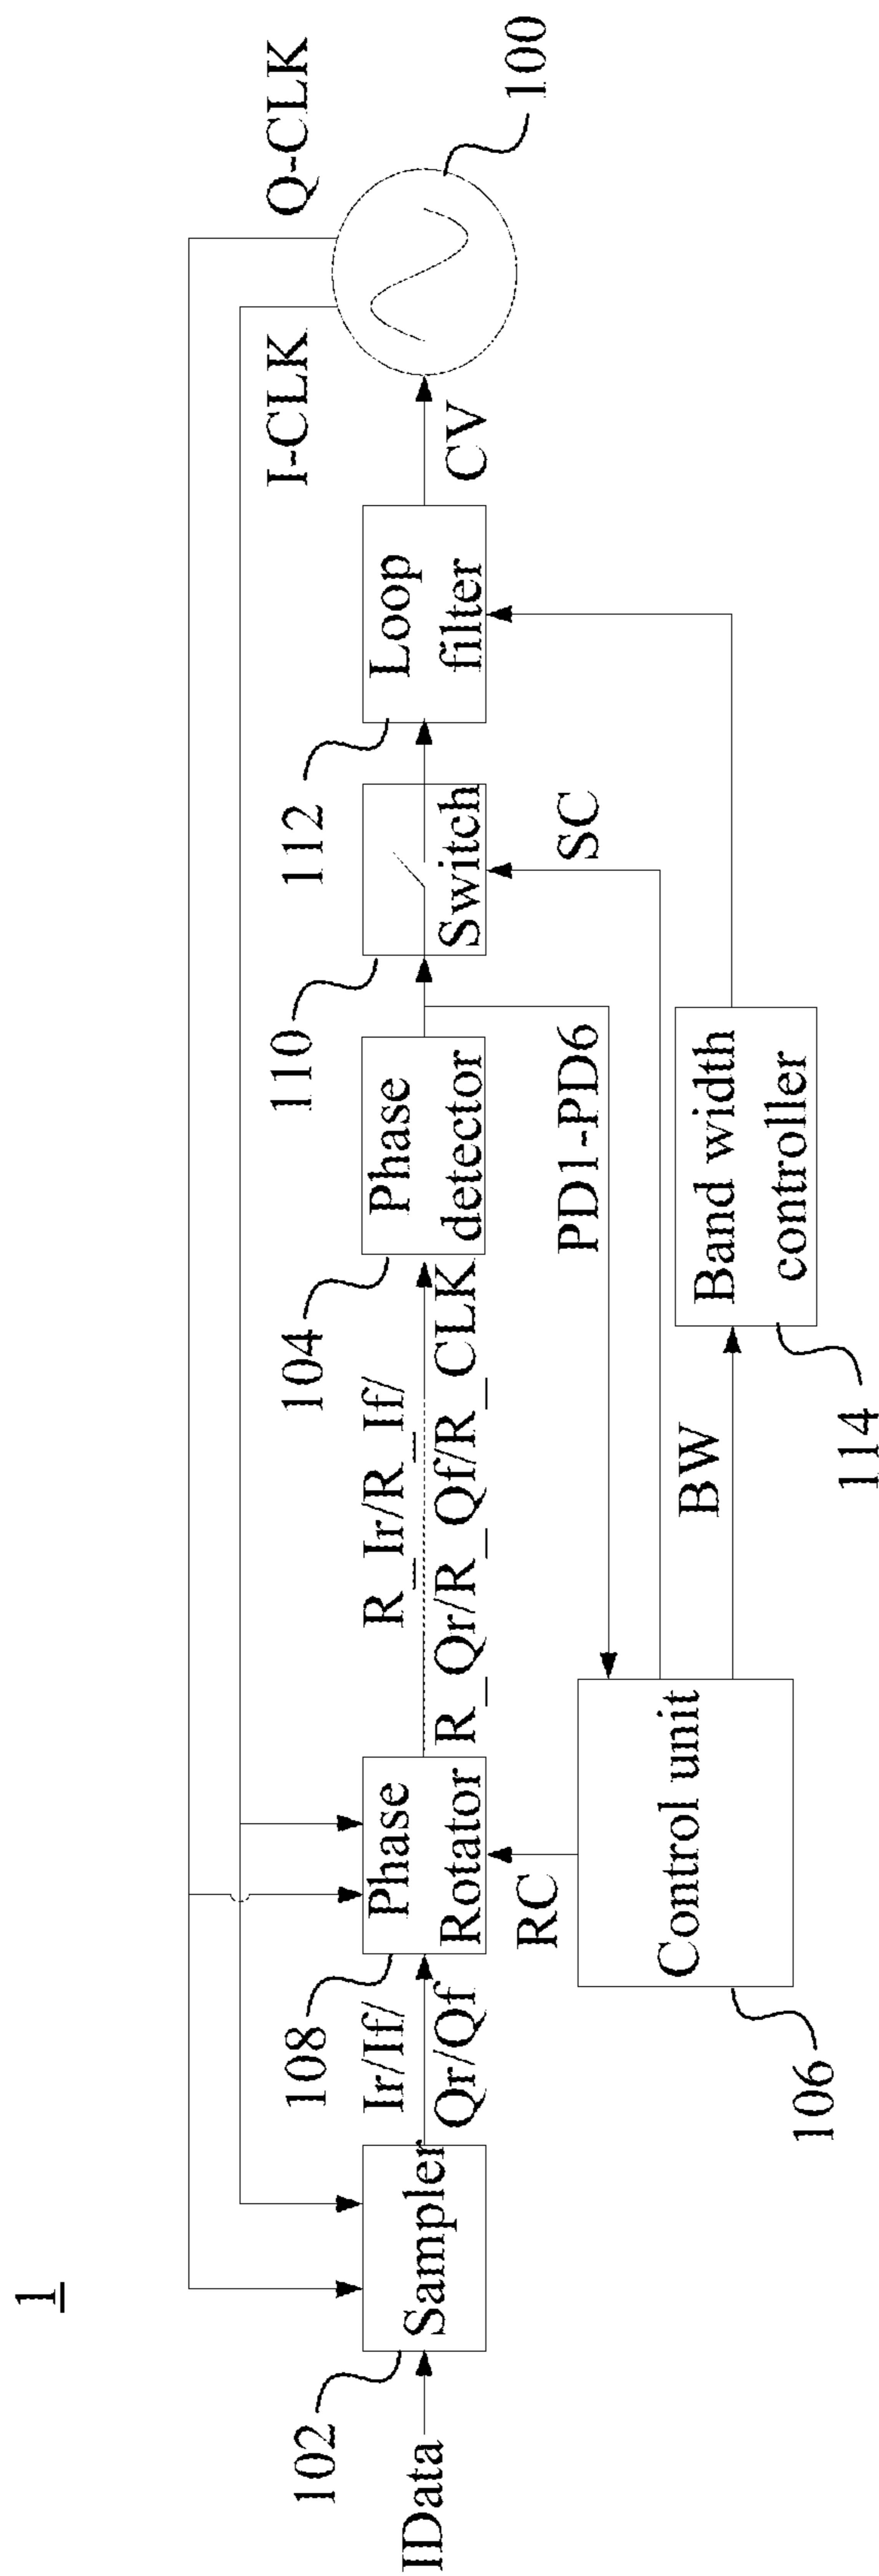 1
Q-CLK
I-CLK
100
IData
102
Sampler
Ir/If/
Qr/Qf
108
Phase
Rotator
R_Ir/R_If/
R_Qr/R_Qf/R_CLK
104
Phase
detector
110
Switch
112
Loop
filter
CV
RC
PD1-PD6
SC
Control unit
106
BW
Band width
controller
114